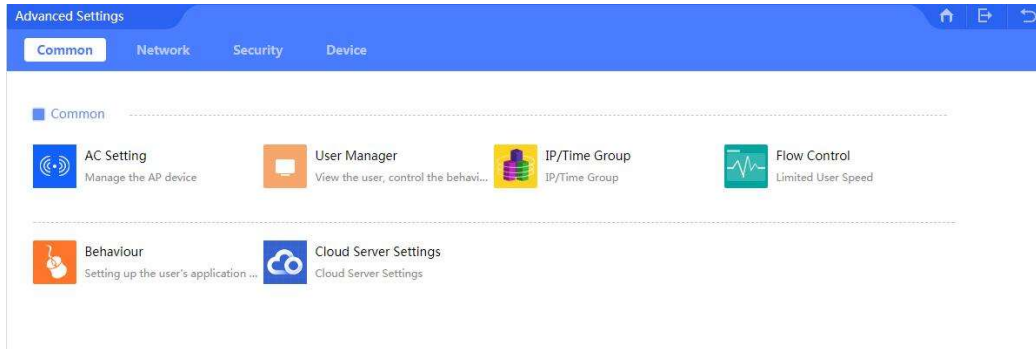 Advanced Settings
Common Network Security Device
Common
AC Setting
Manage the AP device
User Manager
View the user, control the behavi...
IP/Time Group
IP/Time Group
Flow Control
Limited User Speed
Behaviour
Setting up the user's application ...
Cloud Server Settings
Cloud Server Settings